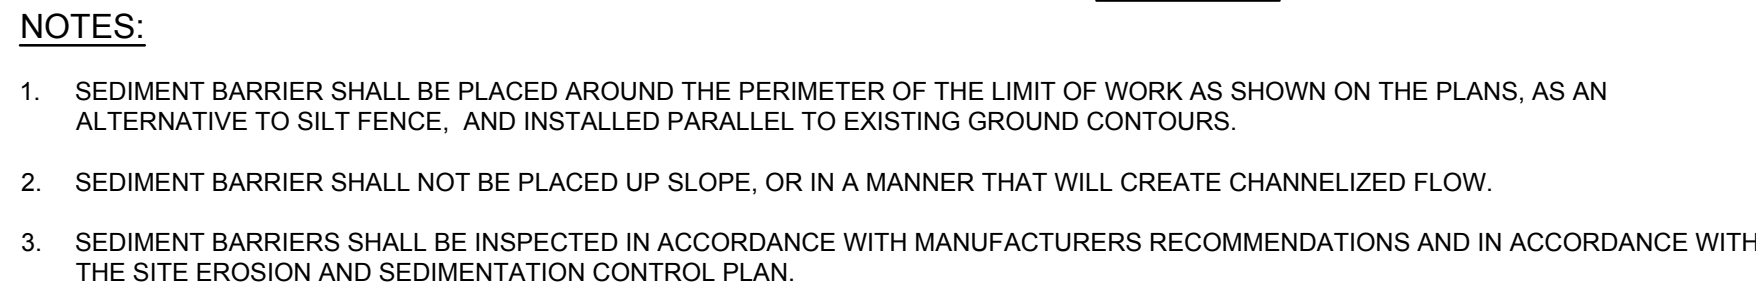 NOTES:
1. SEDIMENT BARRIER SHALL BE PLACED AROUND THE PERIMETER OF THE LIMIT OF WORK AS SHOWN ON THE PLANS, AS AN
ALTERNATIVE TO SILT FENCE,  AND INSTALLED PARALLEL TO EXISTING GROUND CONTOURS.
2. SEDIMENT BARRIER SHALL NOT BE PLACED UP SLOPE, OR IN A MANNER THAT WILL CREATE CHANNELIZED FLOW.
3. SEDIMENT BARRIERS SHALL BE INSPECTED IN ACCORDANCE WITH MANUFACTURERS RECOMMENDATIONS AND IN ACCORDANCE WITH
THE SITE EROSION AND SEDIMENTATION CONTROL PLAN.